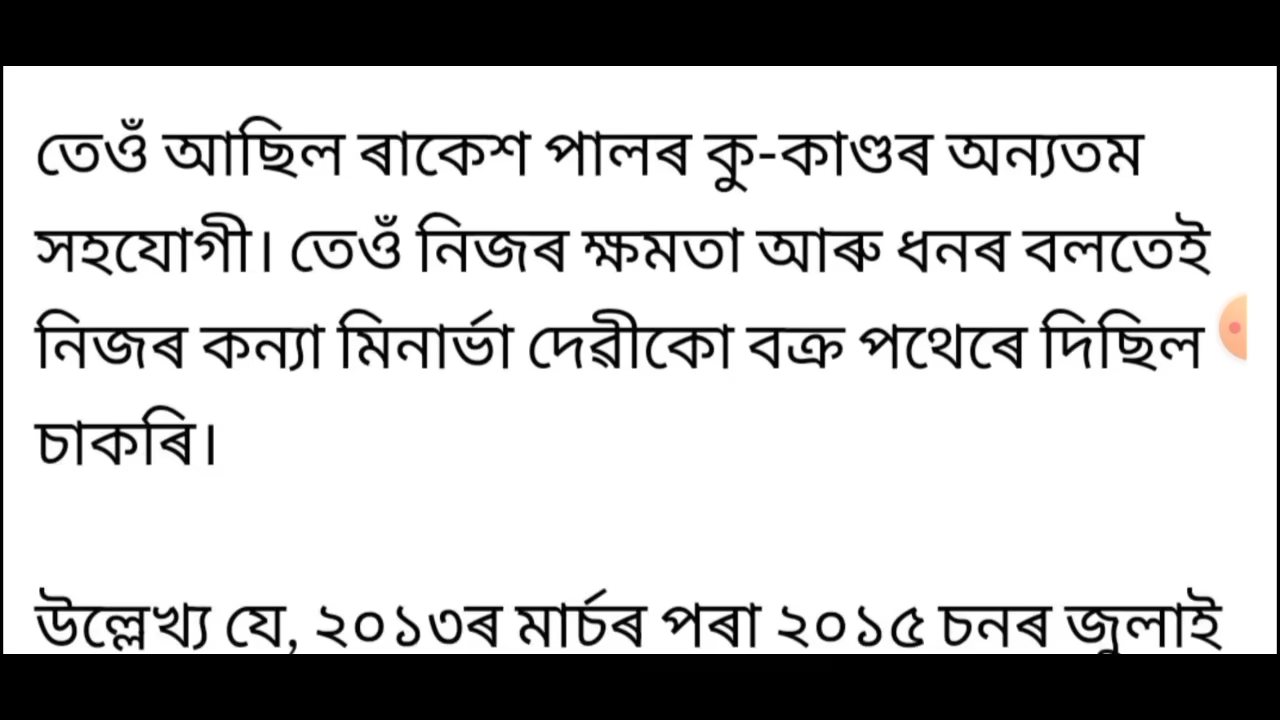 তেওঁ আছিল ৰাকেশ পালৰ কু-কাণ্ডৰ অন্যতম
সহযোগী। তেওঁ নিজৰ ক্ষমতা আৰু ধনৰ বলতেই
নিজৰ কন্যা মিনাৰ্ভা দেৱীকো বক্ৰ পথেৰে দিছিল
চাকৰি।
উল্লেখ্য যে, ২০১৩ৰ মাৰ্চৰ পৰা ২০১৫ চনৰ জুলাই